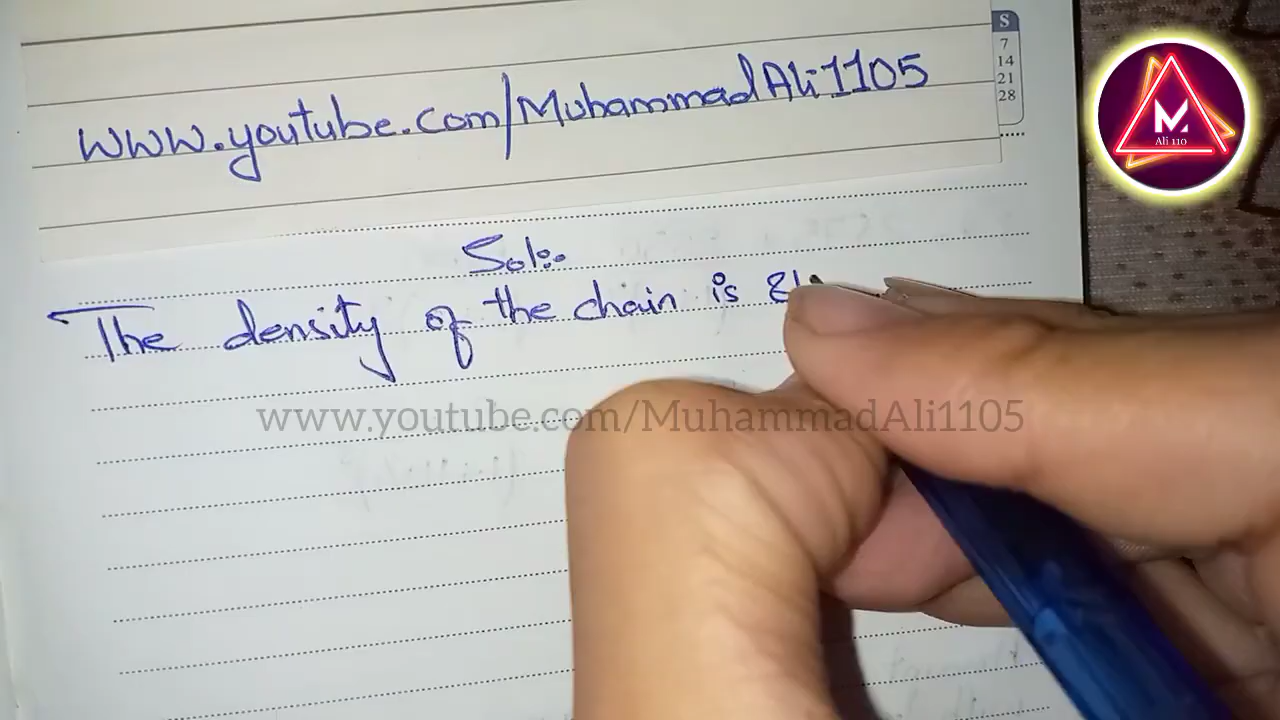 www.youtube.com/MuhammadAli1105
S
7
14
21
28
M
Ali 110
Sol:-
The density of the chain is
www.youtube.com/MuhammadAli1105